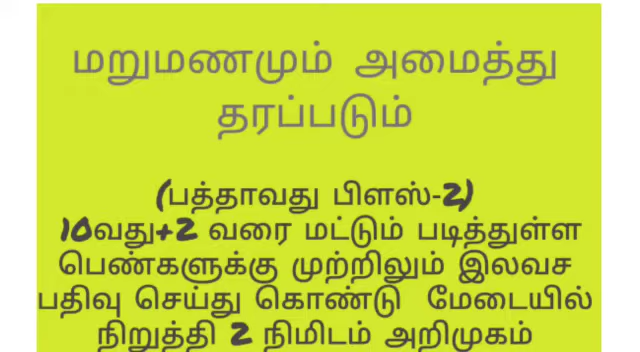 மறுமணமும் அமைத்து
தரப்படும்
(பத்தாவது பிளஸ்-2)
10வது+2 வரை மட்டும் படித்துள்ள
பெண்களுக்கு முற்றிலும் இலவச
பதிவு செய்து கொண்டு மேடையில்
நிறுத்தி 2 நிமிடம் அறிமுகம்